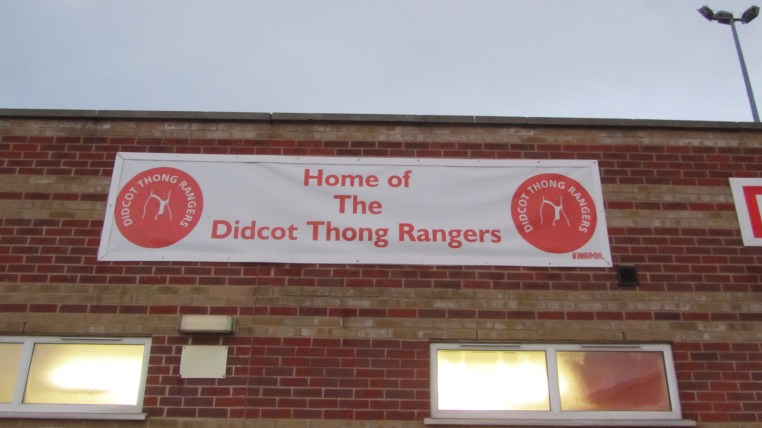 DIDCOT THONG RANGERS
Home of
The
Didcot Thong Rangers
DIDCOT THONG RANGERS